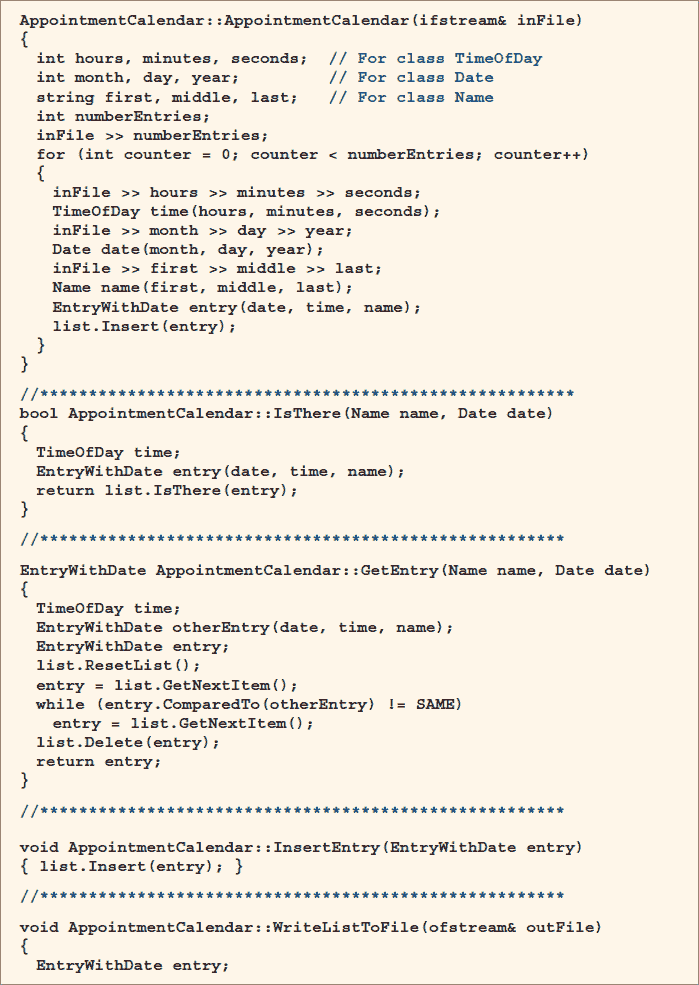 AppointmentCalendar::AppointmentCalendar(ifstream& inFile)
{
  int hours, minutes, seconds;  // For class TimeOfDay
  int month, day, year;         // For class Date
  string first, middle, last;   // For class Name
  int numberEntries;
  inFile >> numberEntries;
  for (int counter = 0; counter < numberEntries; counter++)
  {
    inFile >> hours >> minutes >> seconds;
    TimeOfDay time(hours, minutes, seconds);
    inFile >> month >> day >> year;
    Date date(month, day, year);
    inFile >> first >> middle >> last;
    Name name(first, middle, last);
    EntryWithDate entry(date, time, name);
    list.Insert(entry);
  }
}
//*******************************************************
bool AppointmentCalendar::IsThere(Name name, Date date)
{
  TimeOfDay time;
  EntryWithDate entry(date, time, name);
  return list.IsThere(entry);
}
//******************************************************
EntryWithDate AppointmentCalendar::GetEntry(Name name, Date date)
{
  TimeOfDay time;
  EntryWithDate otherEntry(date, time, name);
  EntryWithDate entry;
  list.ResetList();
  entry = list.GetNextItem();
  while (entry.ComparedTo(otherEntry) != SAME)
    entry = list.GetNextItem();
  list.Delete(entry);
  return entry;
}
//******************************************************
void AppointmentCalendar::InsertEntry(EntryWithDate entry)
{ list.Insert(entry); }
//******************************************************
void AppointmentCalendar::WriteListToFile(ofstream& outFile)
{
  EntryWithDate entry;